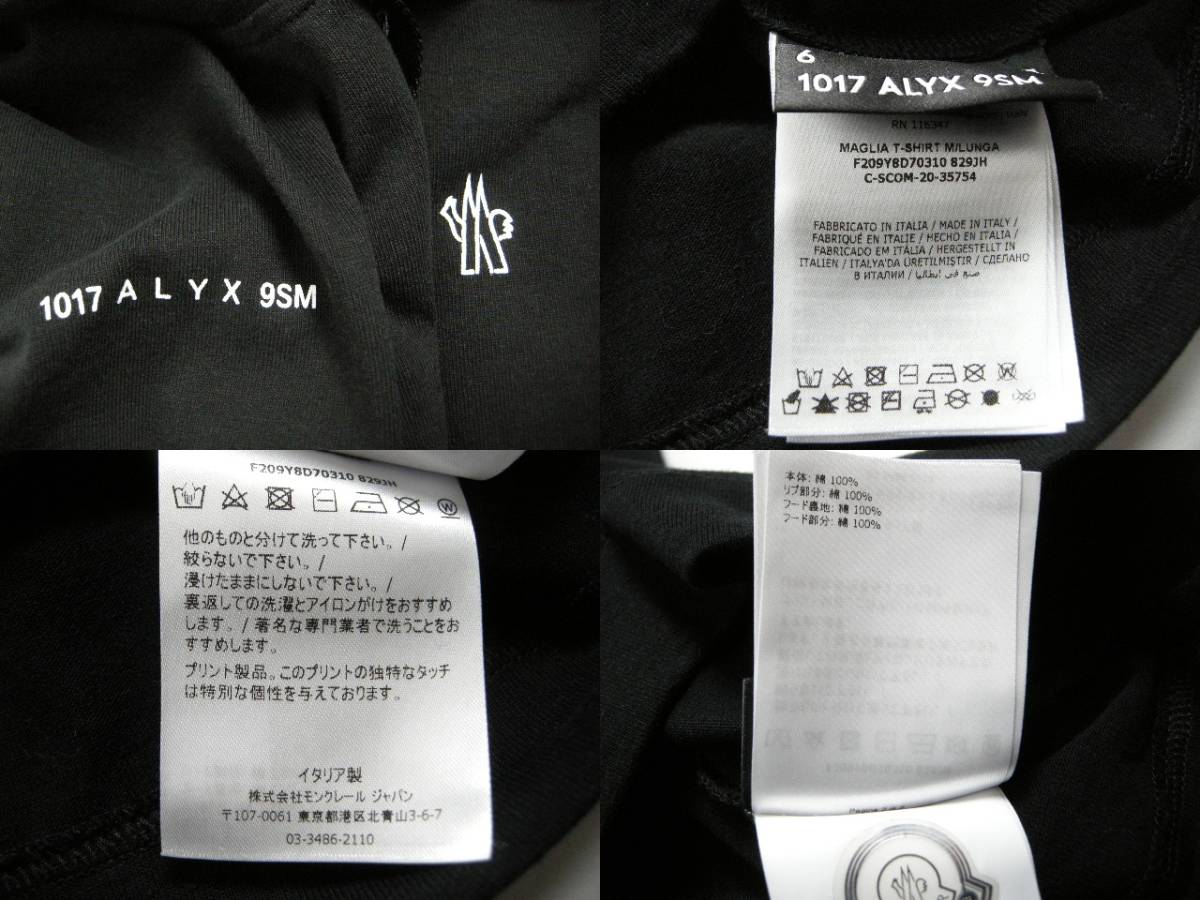 1017 ALYX 9SM
6
1017 ALYX 9SM
RN 116347
MAGLIA T-SHIRT M/LUNGA
F209Y8D70310 829JH
C-SCOM-20-35754
FABBRICATO IN ITALIA / MADE IN ITALY /
FABRIQUÉ EN ITALIE / HECHO EN ITALIA /
FABRICADO EM ITÁLIA / HERGESTELLT IN
ITALIEN / İTALYA'DA ÜRETİLMİŞTİR / СДЕЛАНО
В ИТАЛИИ / صنع في ايطاليا
F209Y8D70310 829JH
他のものと分けて洗って下さい。/
絞らないで下さい。/
浸けたままにしないで下さい。/
裏返しての洗濯とアイロンがけをおすすめ
します。/ 著名な専門業者で洗うことをお
すすめします。
プリント製品。このプリントの独特なタッチ
は特別な個性を与えております。
イタリア製
株式会社モンクレール ジャパン
〒107-0061 東京都港区北青山3-6-7
03-3486-2110
本体: 綿 100%
リブ部分: 綿 100%
フード裏地: 綿 100%
フード部分: 綿 100%